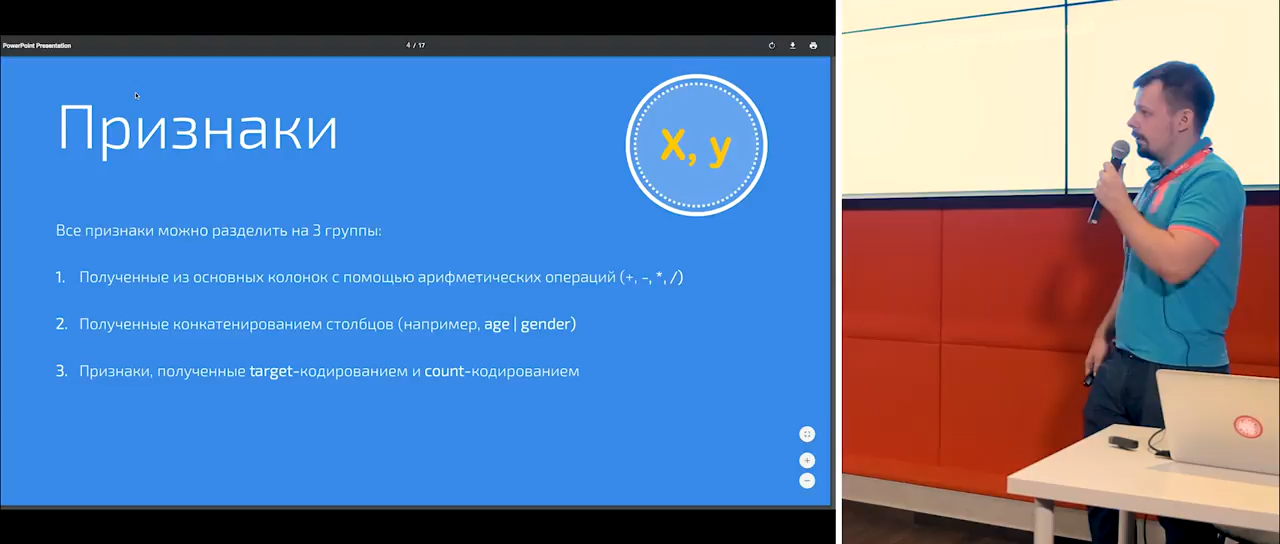 PowerPoint Presentation
4 / 17
Признаки
X, y
Все признаки можно разделить на 3 группы:
1. Полученные из основных колонок с помощью арифметических операций (+, -, *, /)
2. Полученные конкатенированием столбцов (например, age | gender)
3. Признаки, полученные target-кодированием и count-кодированием